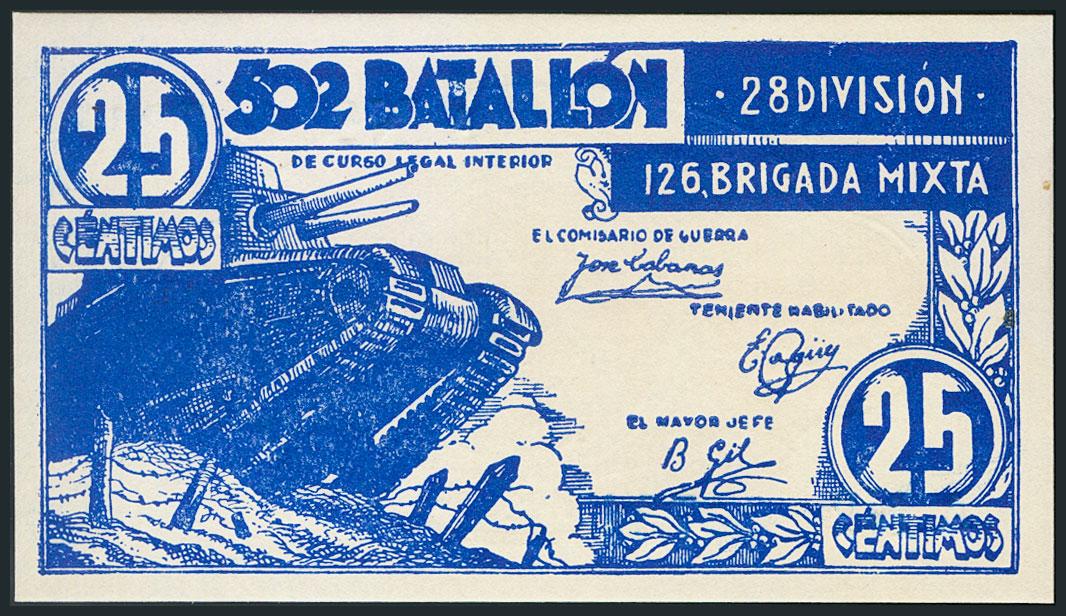 25
CÉNTIMOS
502 BATALLÓN
· 28 DIVISIÓN ·
DE CURSO LEGAL INTERIOR
126, BRIGADA MIXTA
EL COMISARIO DE GUERRA
Jose Cabanas
TENIENTE HABILITADO
EL MAYOR JEFE
B Gil
25
CÉNTIMOS